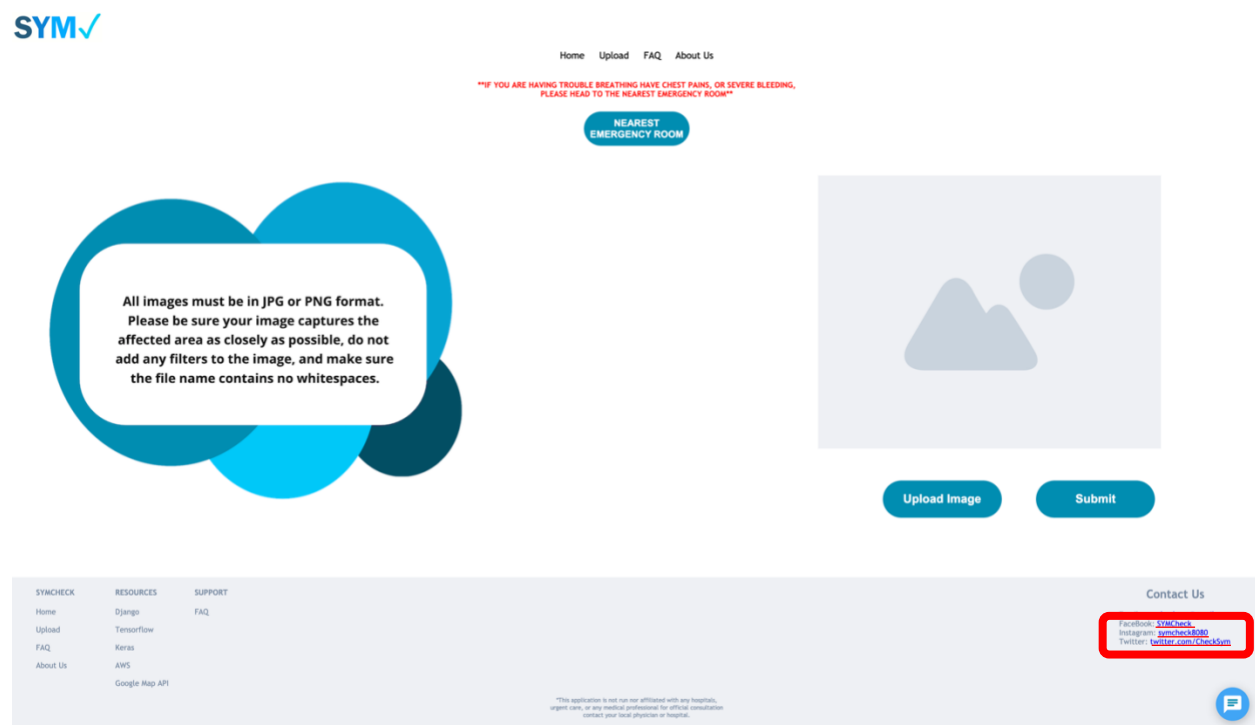 SYM✓
Home Upload FAQ About Us
**IF YOU ARE HAVING TROUBLE BREATHING HAVE CHEST PAINS, OR SEVERE BLEEDING,
PLEASE HEAD TO THE NEAREST EMERGENCY ROOM**
NEAREST
EMERGENCY ROOM
All images must be in JPG or PNG format.
Please be sure your image captures the
affected area as closely as possible, do not
add any filters to the image, and make sure
the file name contains no whitespaces.
Upload Image
Submit
SYMCHECK
Home
Upload
FAQ
About Us
RESOURCES
Django
Tensorflow
Keras
AWS
Google Map API
SUPPORT
FAQ
Contact Us
FaceBook: SYMCheck
Instagram: symcheck8080
Twitter: twitter.com/CheckSym
"This application is not run nor affiliated with any hospitals,
urgent care, or any medical professional for official consultation
contact your local physician or hospital.